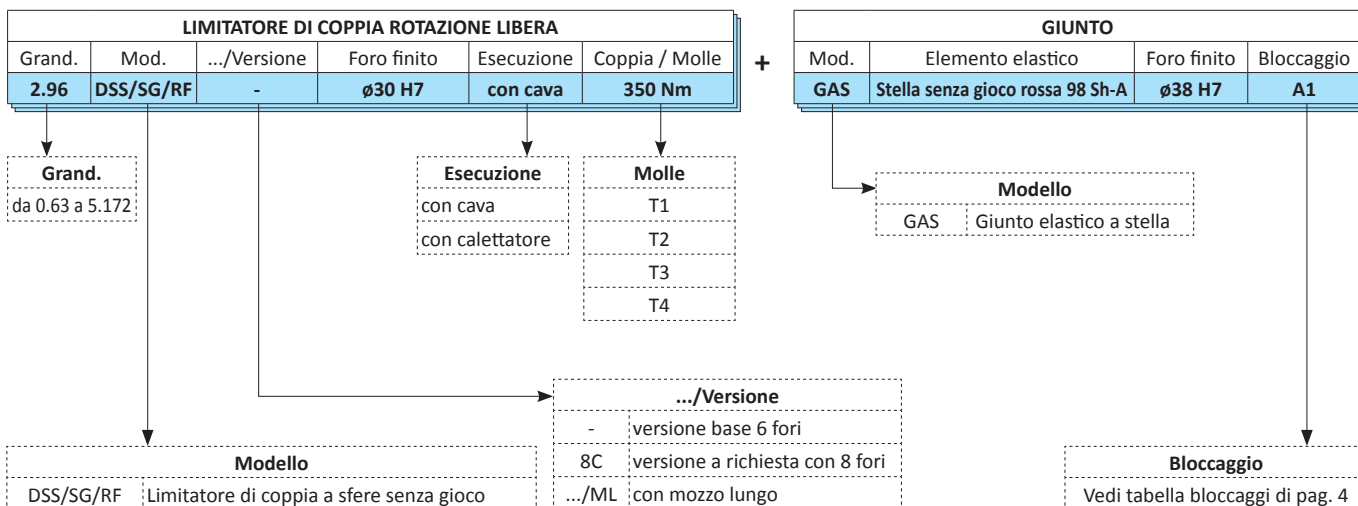 LIMITATORE DI COPPIA ROTAZIONE LIBERA
Grand. Mod. .../Versione Foro finito Esecuzione Coppia / Molle
2.96 DSS/SG/RF - ø30 H7 con cava 350 Nm
+
GIUNTO
Mod. Elemento elastico Foro finito Bloccaggio
GAS Stella senza gioco rossa 98 Sh-A ø38 H7 A1
Grand.
da 0.63 a 5.172
Esecuzione
con cava
con calettatore
Molle
T1
T2
T3
T4
Modello
GAS Giunto elastico a stella
.../Versione
- versione base 6 fori
8C versione a richiesta con 8 fori
.../ML con mozzo lungo
Modello
DSS/SG/RF Limitatore di coppia a sfere senza gioco
Bloccaggio
Vedi tabella bloccaggi di pag. 4